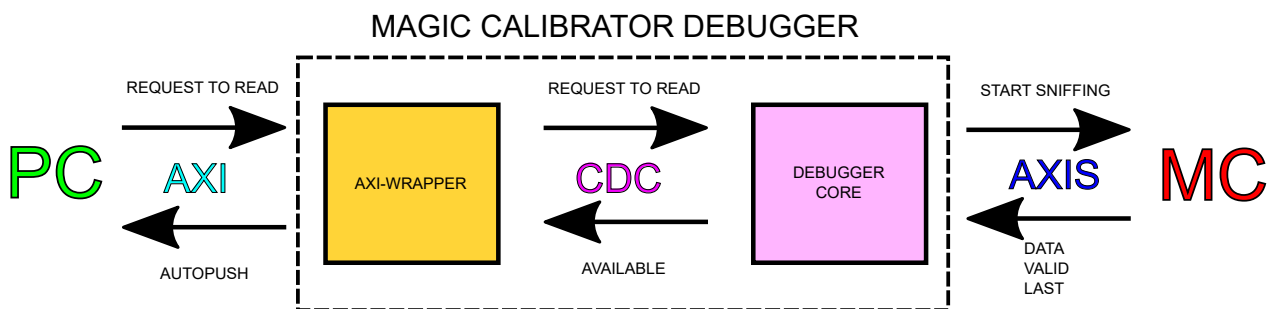 MAGIC CALIBRATOR DEBUGGER
REQUEST TO READ
REQUEST TO READ
START SNIFFING
PC
AXI
AXI-WRAPPER
CDC
DEBUGGER
CORE
AXIS
MC
AUTOPUSH
AVAILABLE
DATA
VALID
LAST